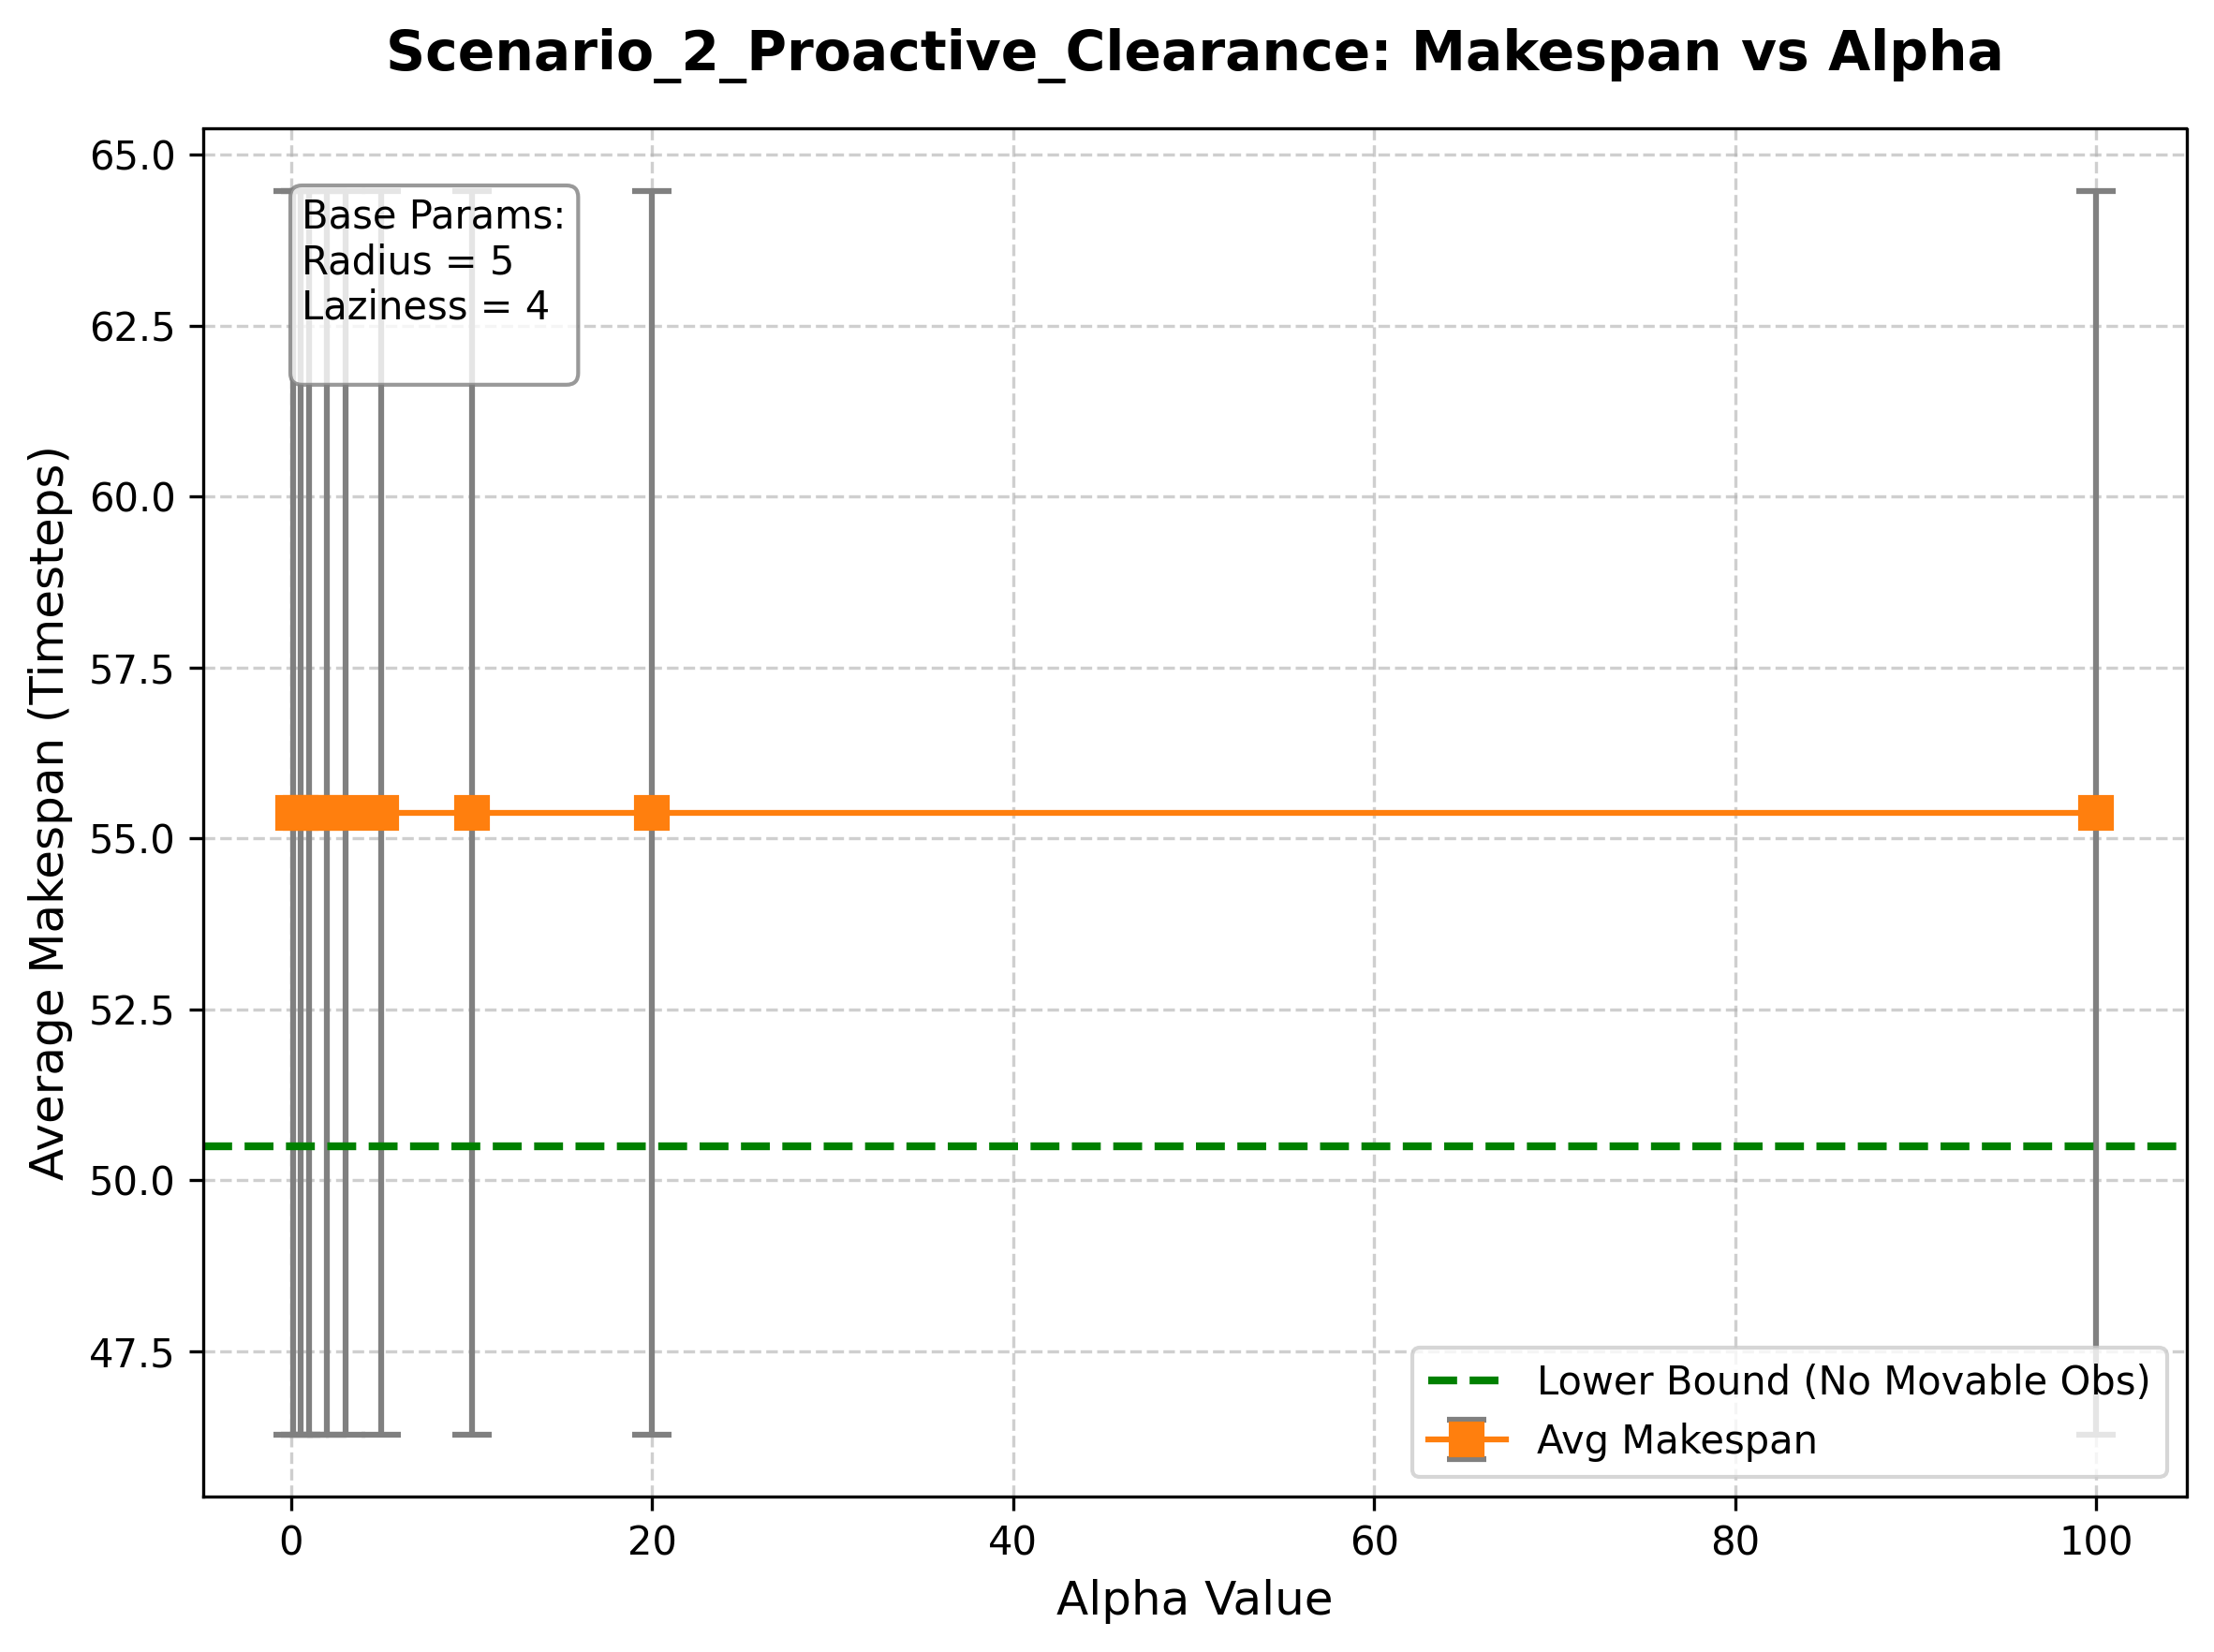 Scenario_2_Proactive_Clearance: Makespan vs Alpha
Average Makespan (Timesteps)
65.0
62.5
60.0
57.5
55.0
52.5
50.0
47.5
Base Params:
Radius = 5
Laziness = 4
Lower Bound (No Movable Obs)
Avg Makespan
0
20
40
60
80
100
Alpha Value